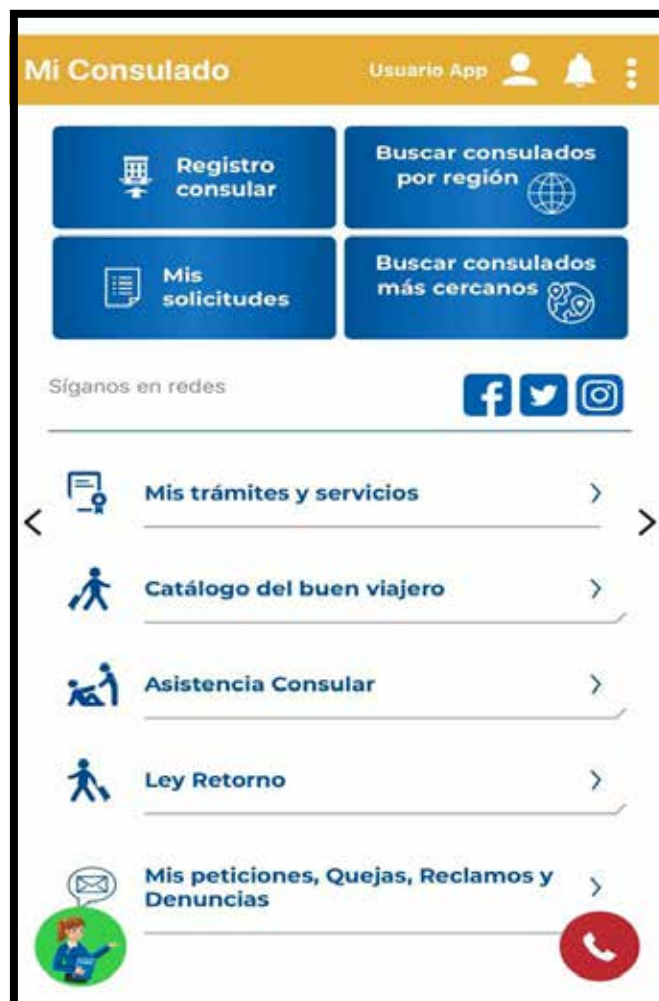 Mi Consulado
Usuario App
Registro
consular
Buscar consulados
por región
Mis
solicitudes
Buscar consulados
más cercanos
Síganos en redes
Mis trámites y servicios
Catálogo del buen viajero
Asistencia Consular
Ley Retorno
Mis peticiones, Quejas, Reclamos y
Denuncias